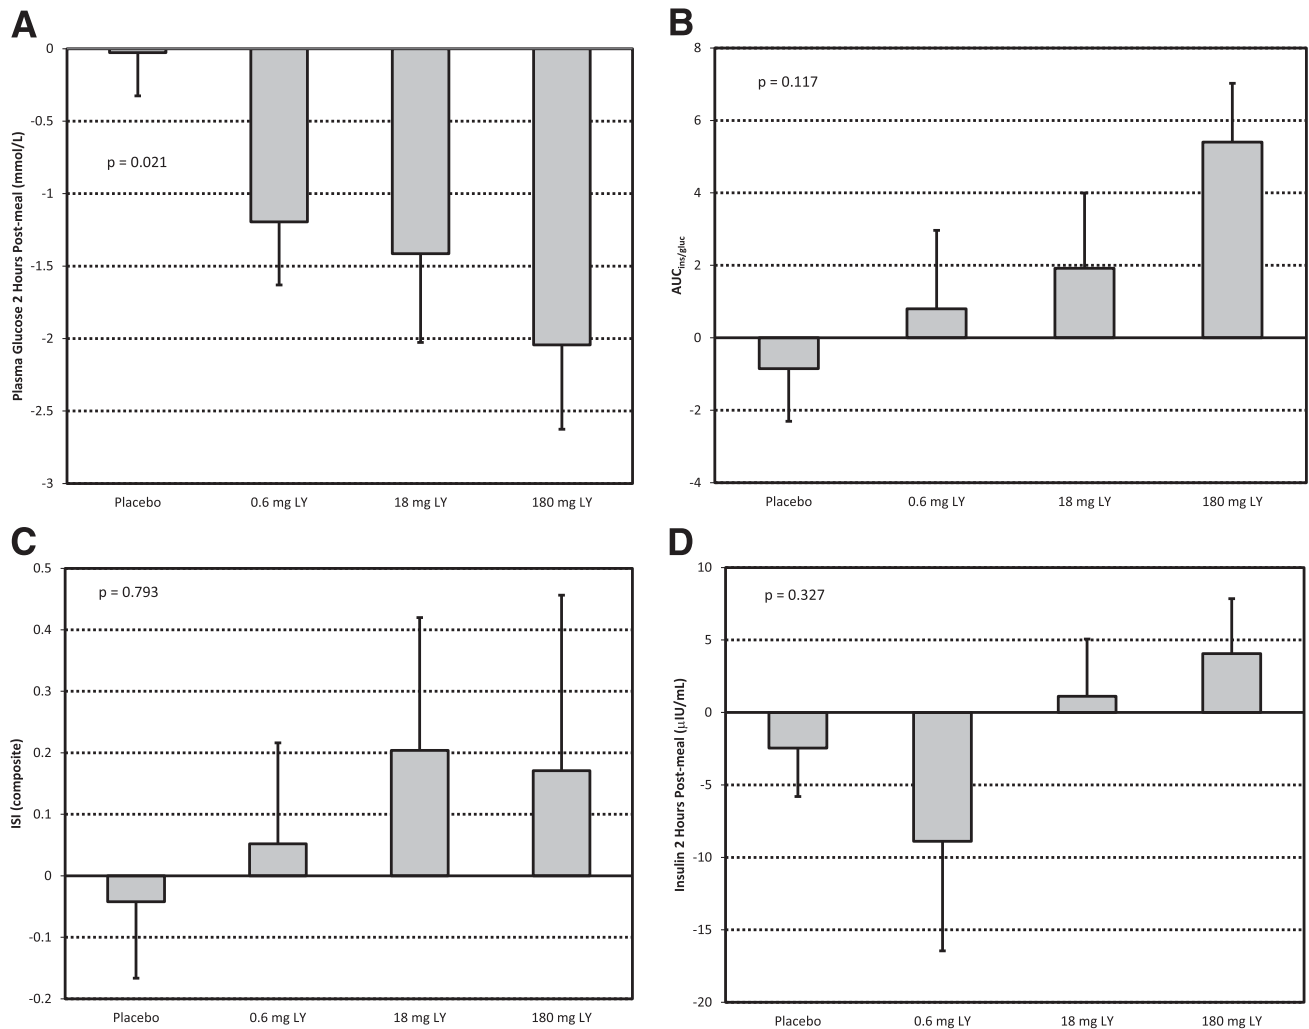 A
0
-0.5
-1
-1.5
-2
-2.5
-3
Plasma Glucose 2 Hours Post-meal (mmol/L)
p = 0.021
Placebo
0.6 mg LY
18 mg LY
180 mg LY
B
8
6
4
2
0
-2
-4
AUCins/gluc
p = 0.117
Placebo
0.6 mg LY
18 mg LY
180 mg LY
C
0.5
0.4
0.3
0.2
0.1
0
-0.1
-0.2
ISI (composite)
p = 0.793
Placebo
0.6 mg LY
18 mg LY
180 mg LY
D
10
5
0
-5
-10
-15
-20
Insulin 2 Hours Post-meal (μIU/mL)
p = 0.327
Placebo
0.6 mg LY
18 mg LY
180 mg LY